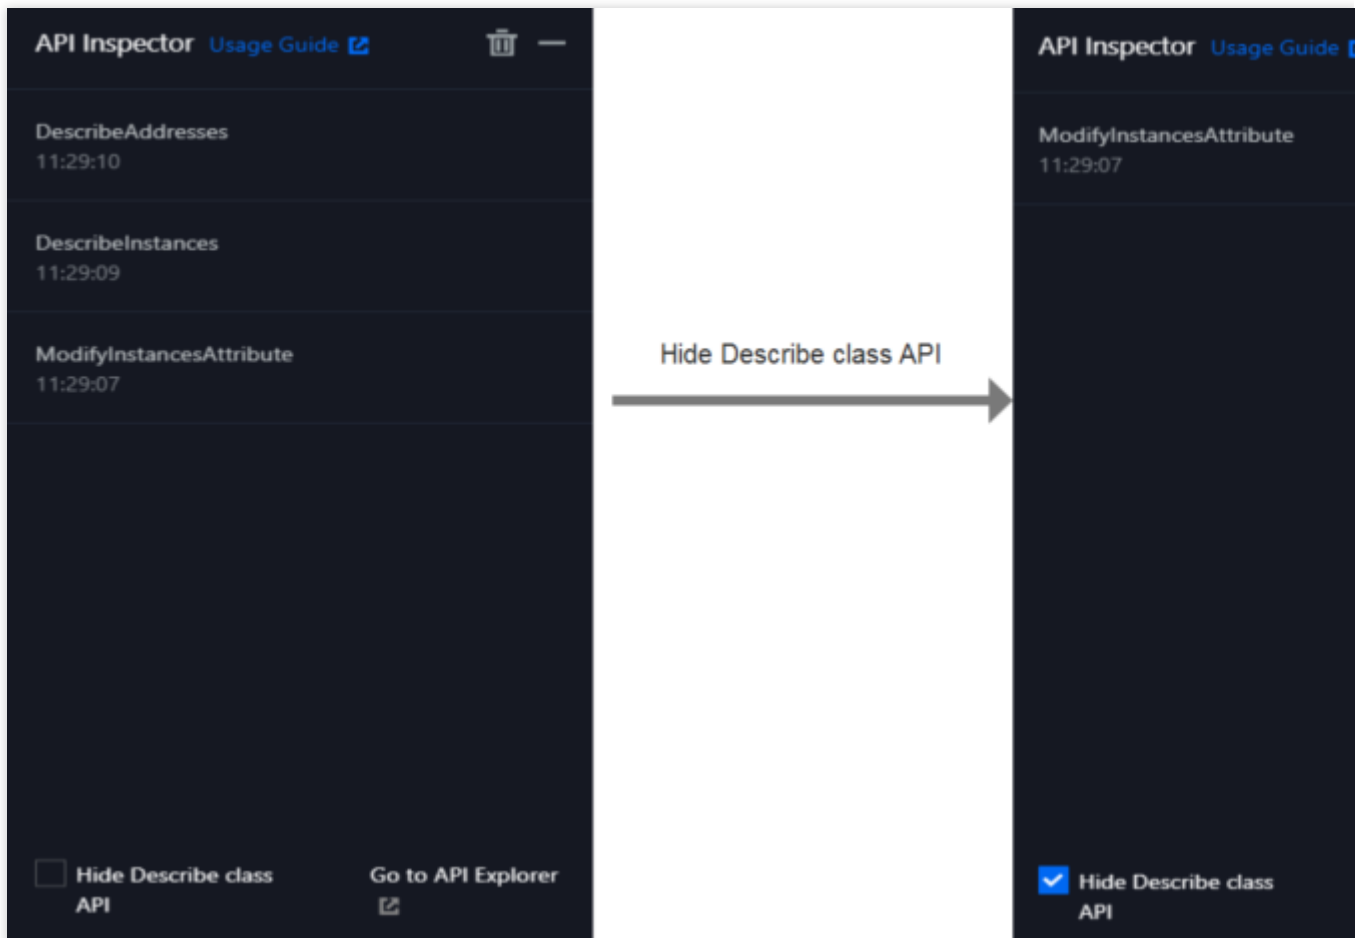 API Inspector Usage Guide
DescribeAddresses
11:29:10
DescribeInstances
11:29:09
ModifyInstancesAttribute
11:29:07
Hide Describe class
API
Go to API Explorer
Hide Describe class API
API Inspector Usage Guide
ModifyInstancesAttribute
11:29:07
Hide Describe class
API